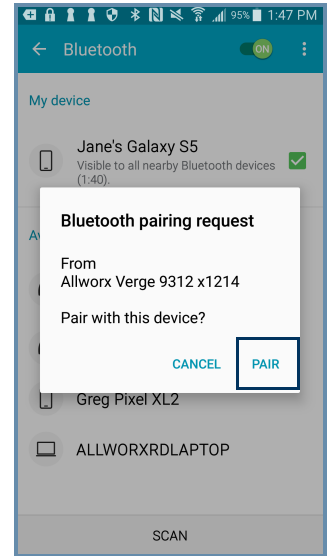 95% 1:47 PM
Bluetooth ON
My device
Jane's Galaxy S5
Visible to all nearby Bluetooth devices
(1:40).
Bluetooth pairing request
From
Allworx Verge 9312 x1214
Pair with this device?
CANCEL PAIR
Greg Pixel XL2
ALLWORXRDLAPTOP
SCAN